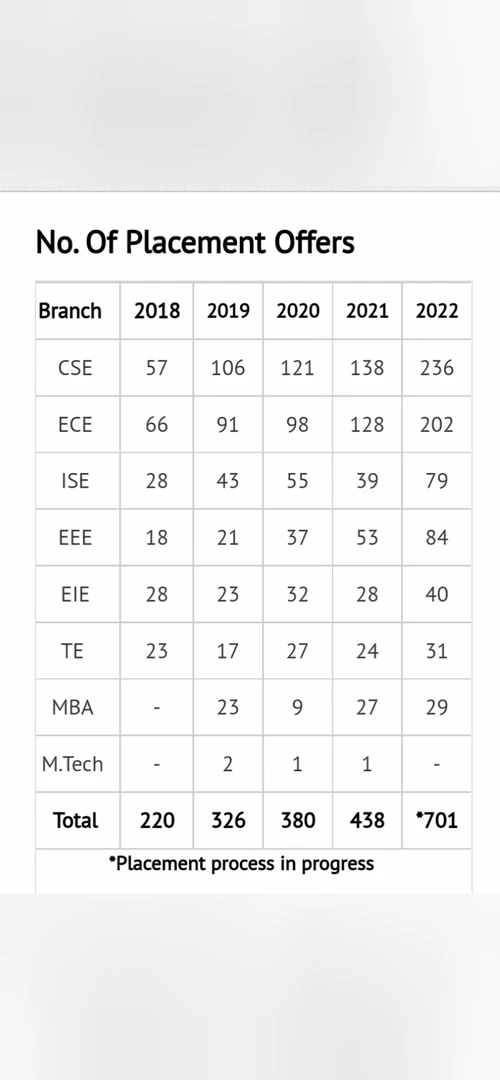 No. Of Placement Offers
Branch 2018 2019 2020 2021 2022
CSE 57 106 121 138 236
ECE 66 91 98 128 202
ISE 28 43 55 39 79
EEE 18 21 37 53 84
EIE 28 23 32 28 40
TE 23 17 27 24 31
MBA - 23 9 27 29
M.Tech - 2 1 1 -
Total 220 326 380 438 *701
*Placement process in progress